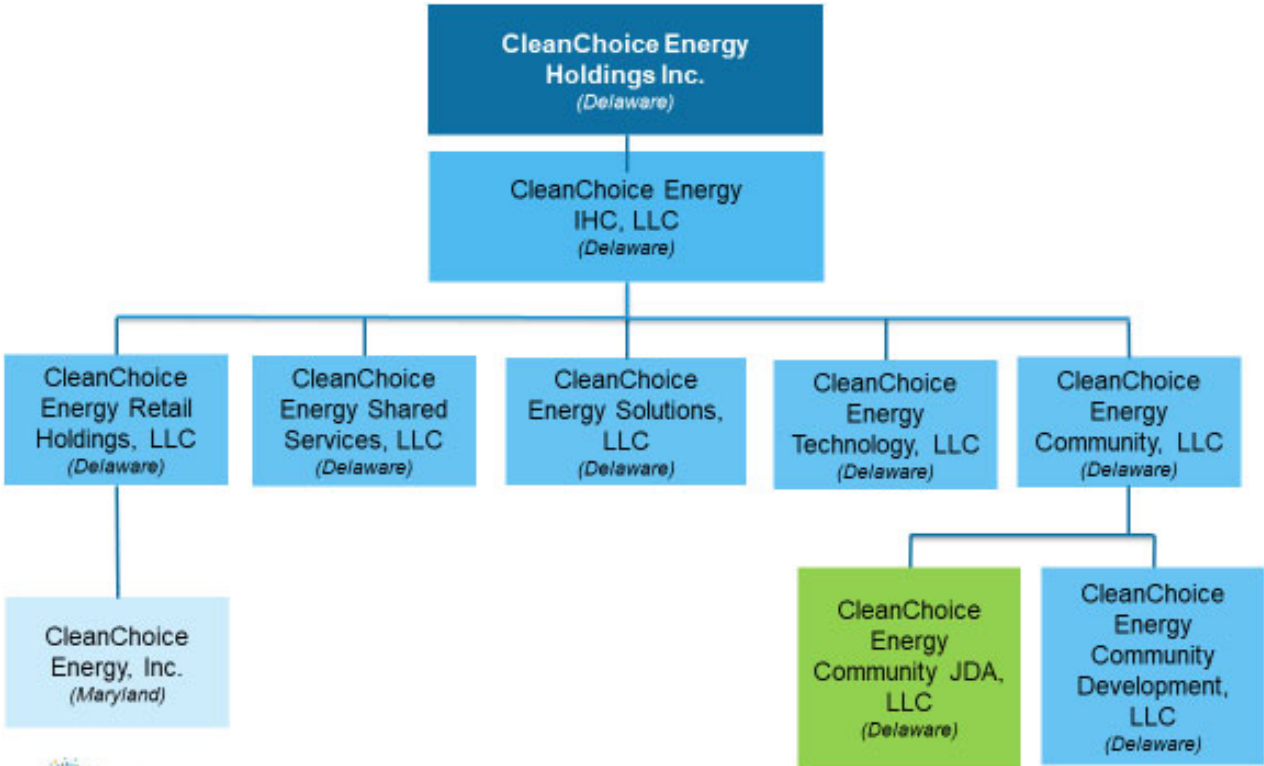 CleanChoice Energy
Holdings Inc.
(Delaware)
CleanChoice Energy
IHC, LLC
(Delaware)
CleanChoice
Energy Retail
Holdings, LLC
(Delaware)
CleanChoice
Energy Shared
Services, LLC
(Delaware)
CleanChoice
Energy Solutions,
LLC
(Delaware)
CleanChoice
Energy
Technology, LLC
(Delaware)
CleanChoice
Energy
Community, LLC
(Delaware)
CleanChoice
Energy, Inc.
(Maryland)
CleanChoice
Energy
Community JDA,
LLC
(Delaware)
CleanChoice
Energy
Community
Development,
LLC
(Delaware)